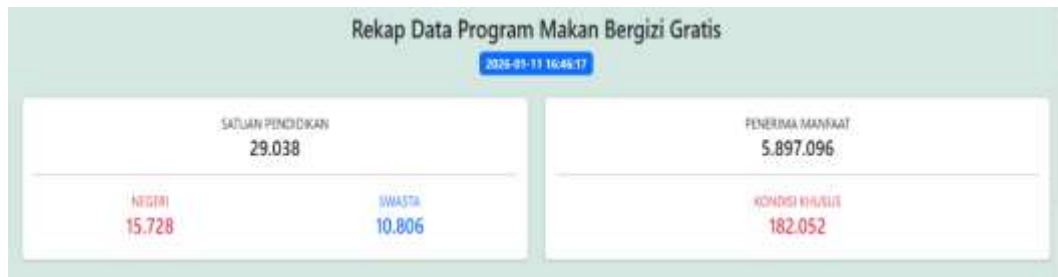 Rekap Data Program Makan Bergizi Gratis
2026-01-11 16:46:17
SATUAN PENDIDIKAN
29.038
NEGERI
15.728
SWASTA
10.806
PENERIMA MANFAAT
5.897.096
KONDISI KHUSUS
182.052